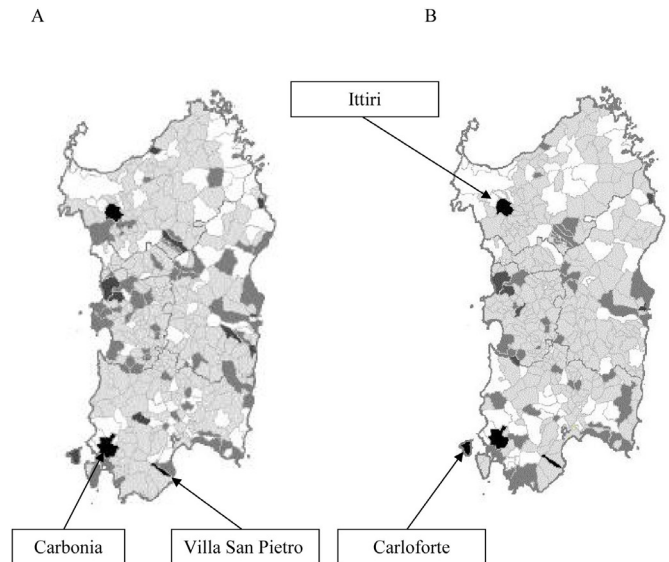 A
B
Ittiri
Carbonia
Villa San Pietro
Carloforte